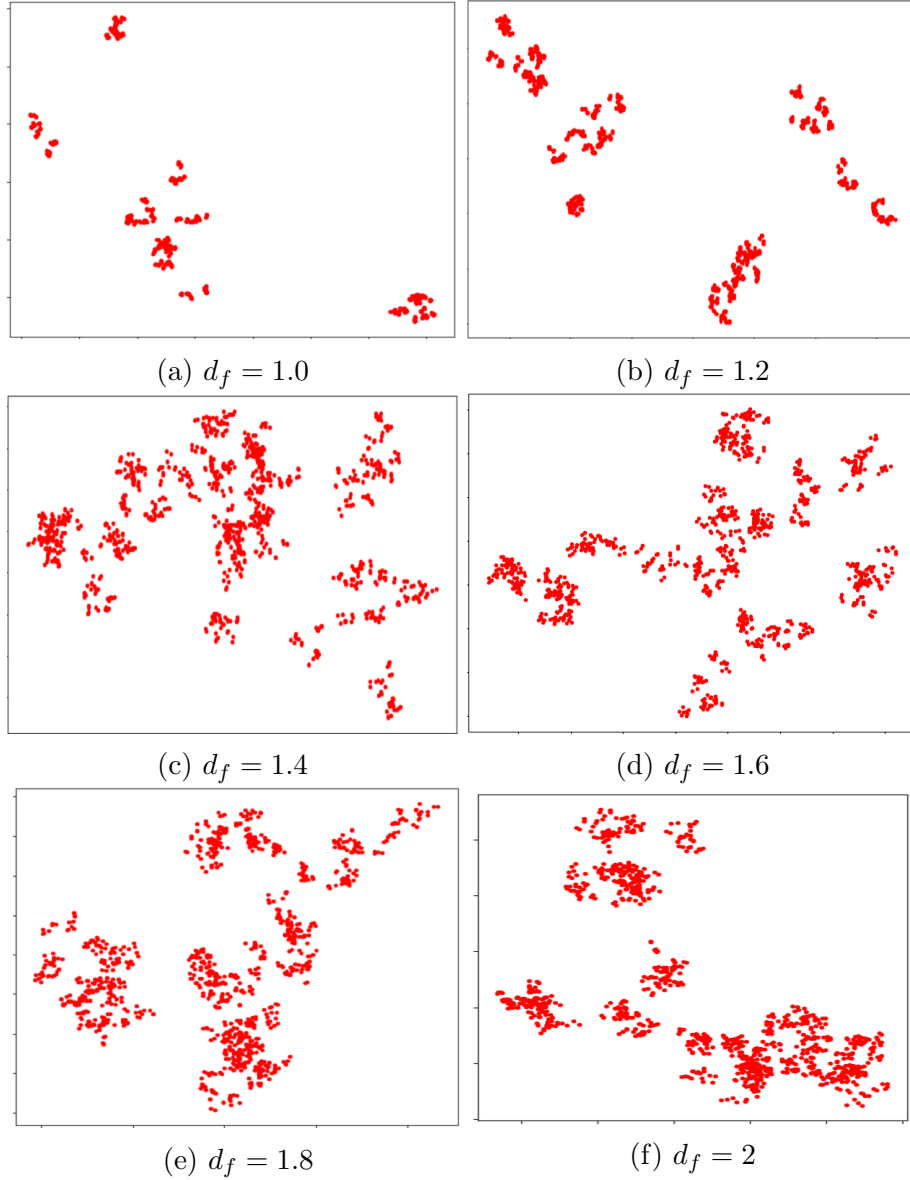 (a) d_f = 1.0
(b) d_f = 1.2
(c) d_f = 1.4
(d) d_f = 1.6
(e) d_f = 1.8
(f) d_f = 2